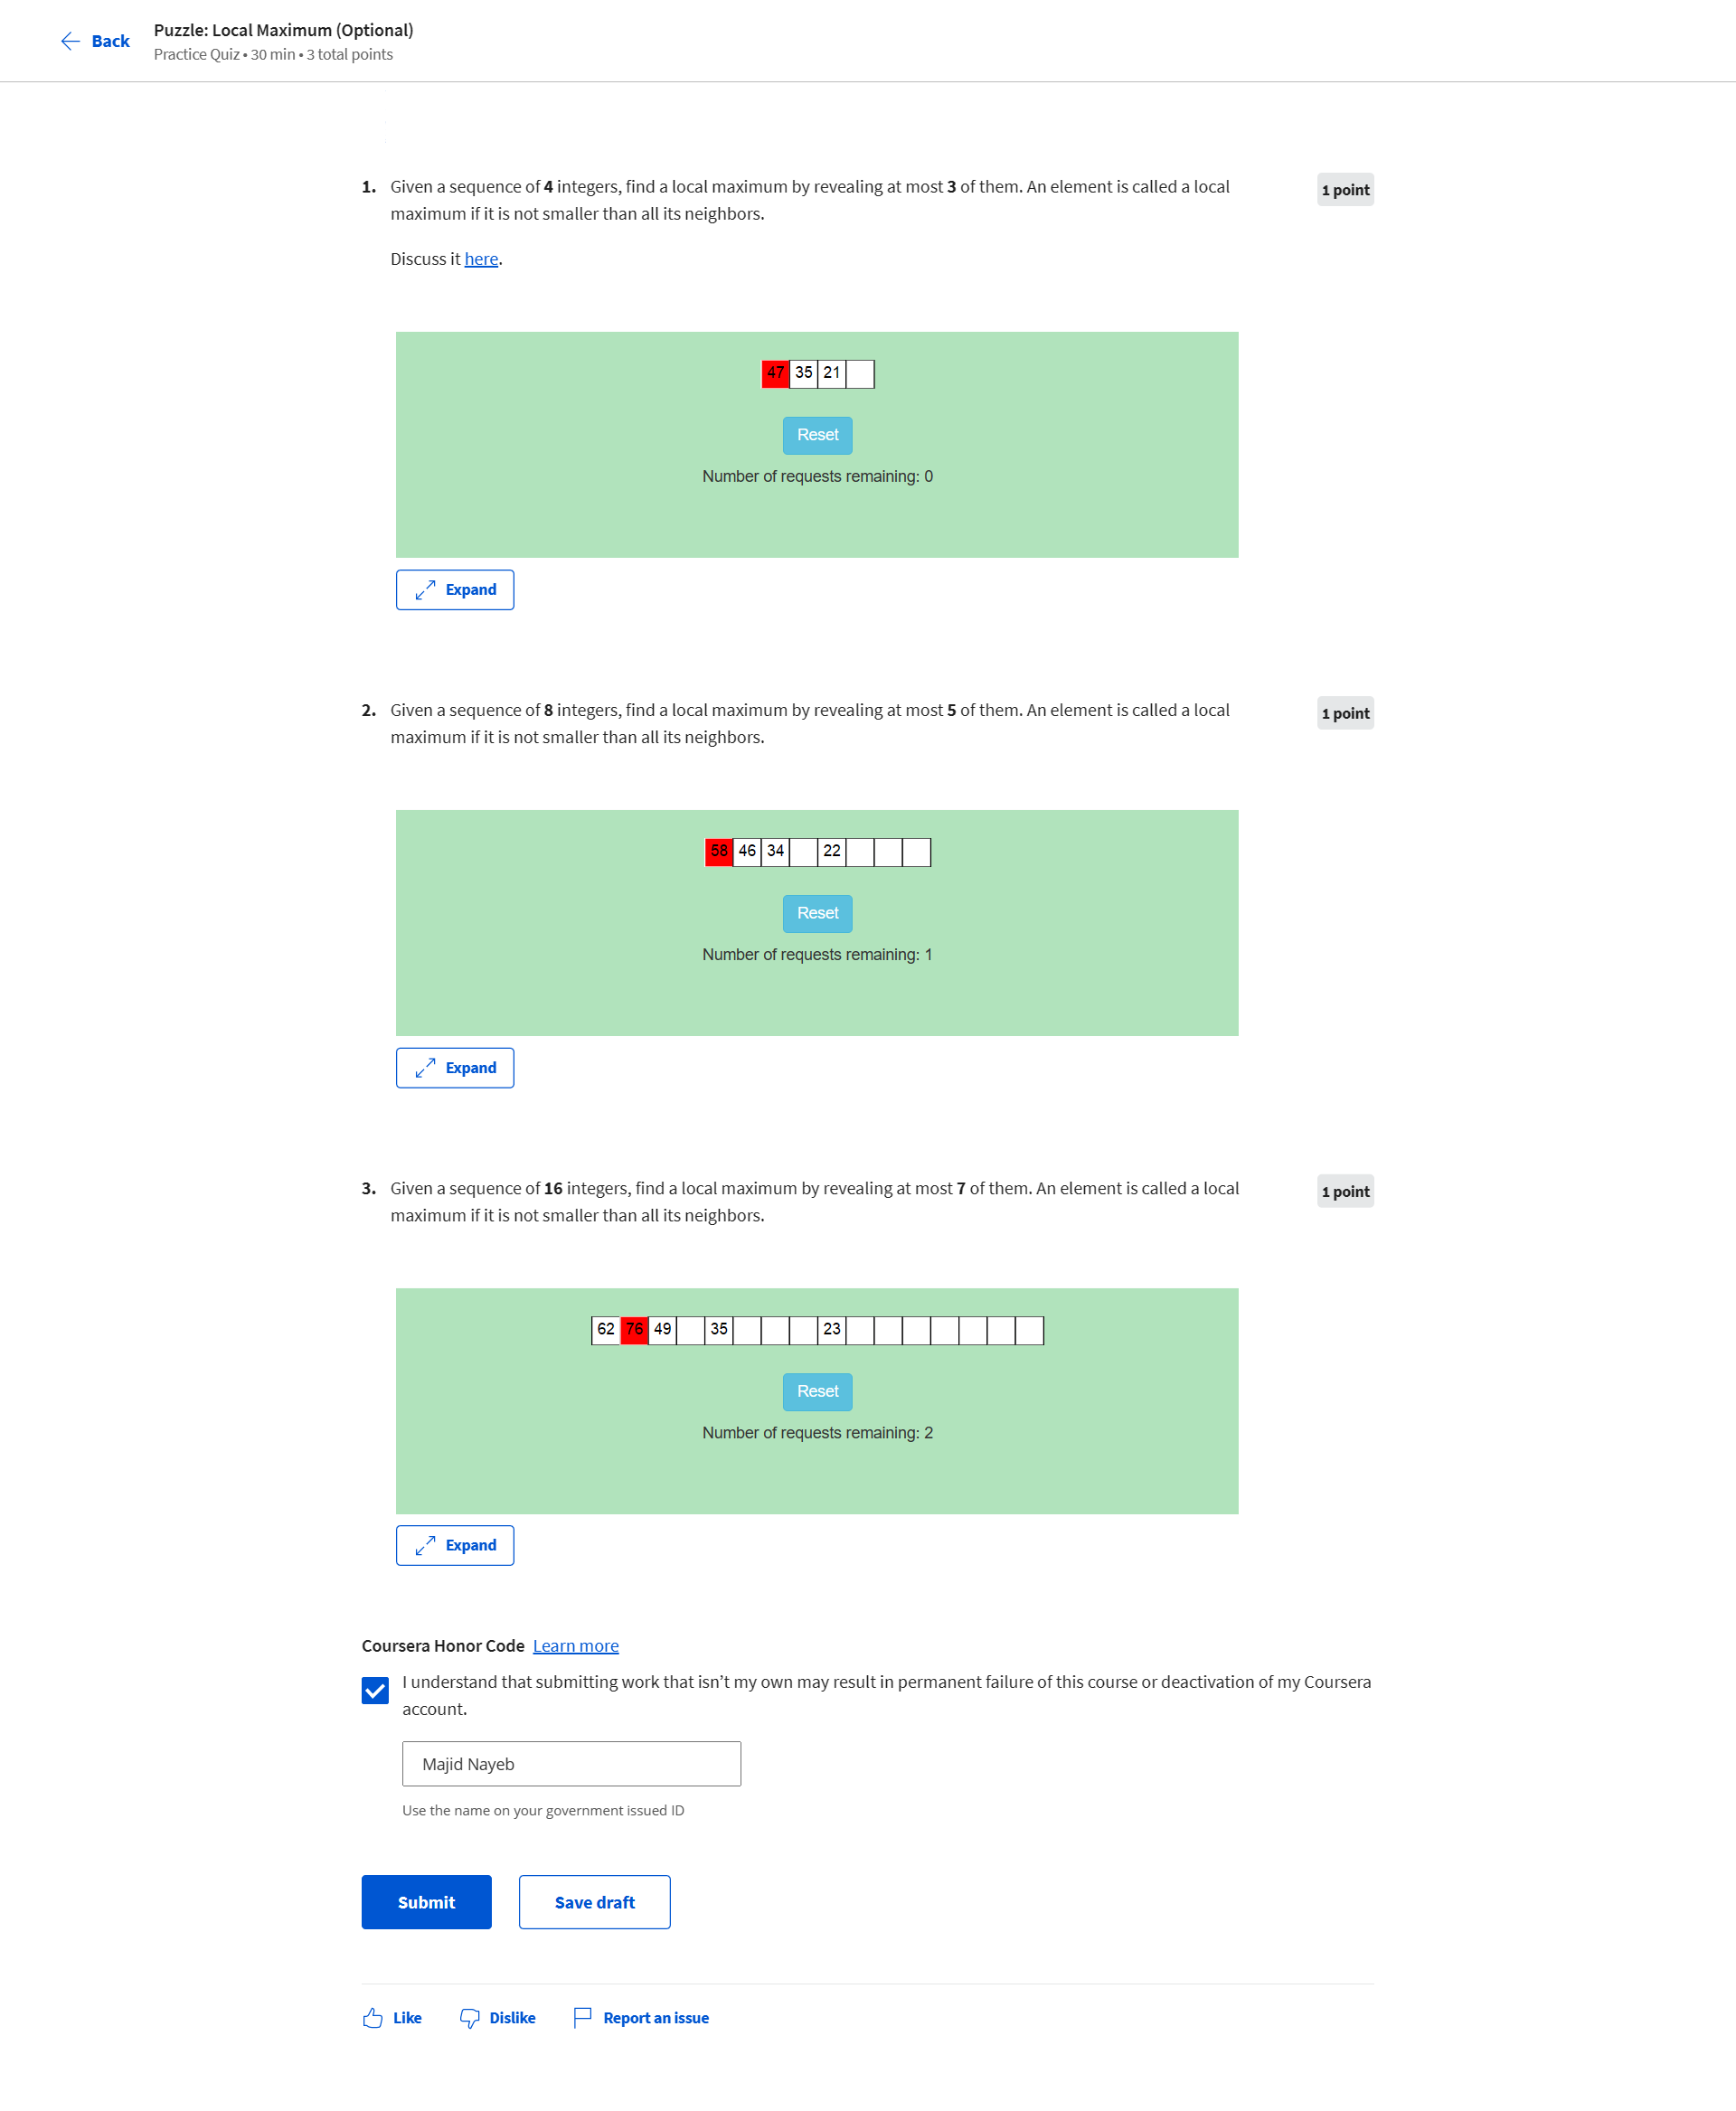 Back
Puzzle: Local Maximum (Optional)
Practice Quiz • 30 min • 3 total points
1. Given a sequence of 4 integers, find a local maximum by revealing at most 3 of them. An element is called a local
maximum if it is not smaller than all its neighbors.
1 point
Discuss it here.
47 35 21
Reset
Number of requests remaining: 0
Expand
2. Given a sequence of 8 integers, find a local maximum by revealing at most 5 of them. An element is called a local
maximum if it is not smaller than all its neighbors.
1 point
58 46 34 22
Reset
Number of requests remaining: 1
Expand
3. Given a sequence of 16 integers, find a local maximum by revealing at most 7 of them. An element is called a local
maximum if it is not smaller than all its neighbors.
1 point
62 76 49 35 23
Reset
Number of requests remaining: 2
Expand
Coursera Honor Code Learn more
I understand that submitting work that isn’t my own may result in permanent failure of this course or deactivation of my Coursera
account.
Majid Nayeb
Use the name on your government issued ID
Submit Save draft
Like Dislike Report an issue